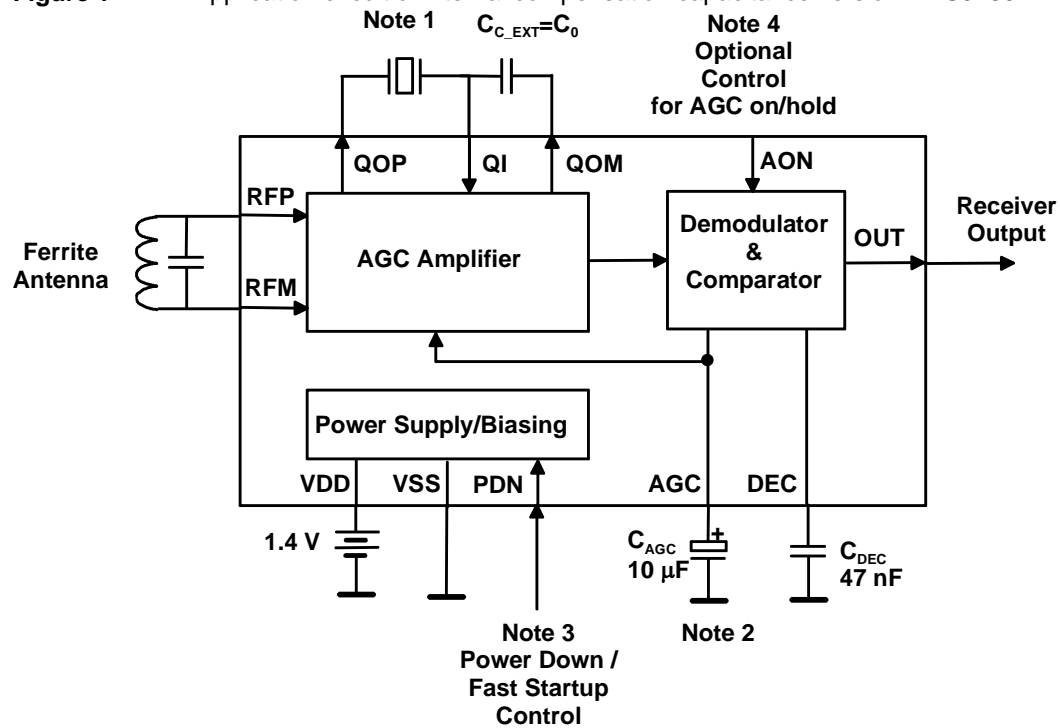 Note 1
C_C_EXT=C_0
Note 4
Optional
Control
for AGC on/hold
QOP
QI
QOM
AON
RFP
RFM
Ferrite
Antenna
AGC Amplifier
Demodulator
&
Comparator
OUT
Receiver
Output
Power Supply/Biasing
VDD
VSS
PDN
AGC
DEC
1.4 V
+
C_AGC
10 µF
C_DEC
47 nF
Note 3
Power Down /
Fast Startup
Control
Note 2